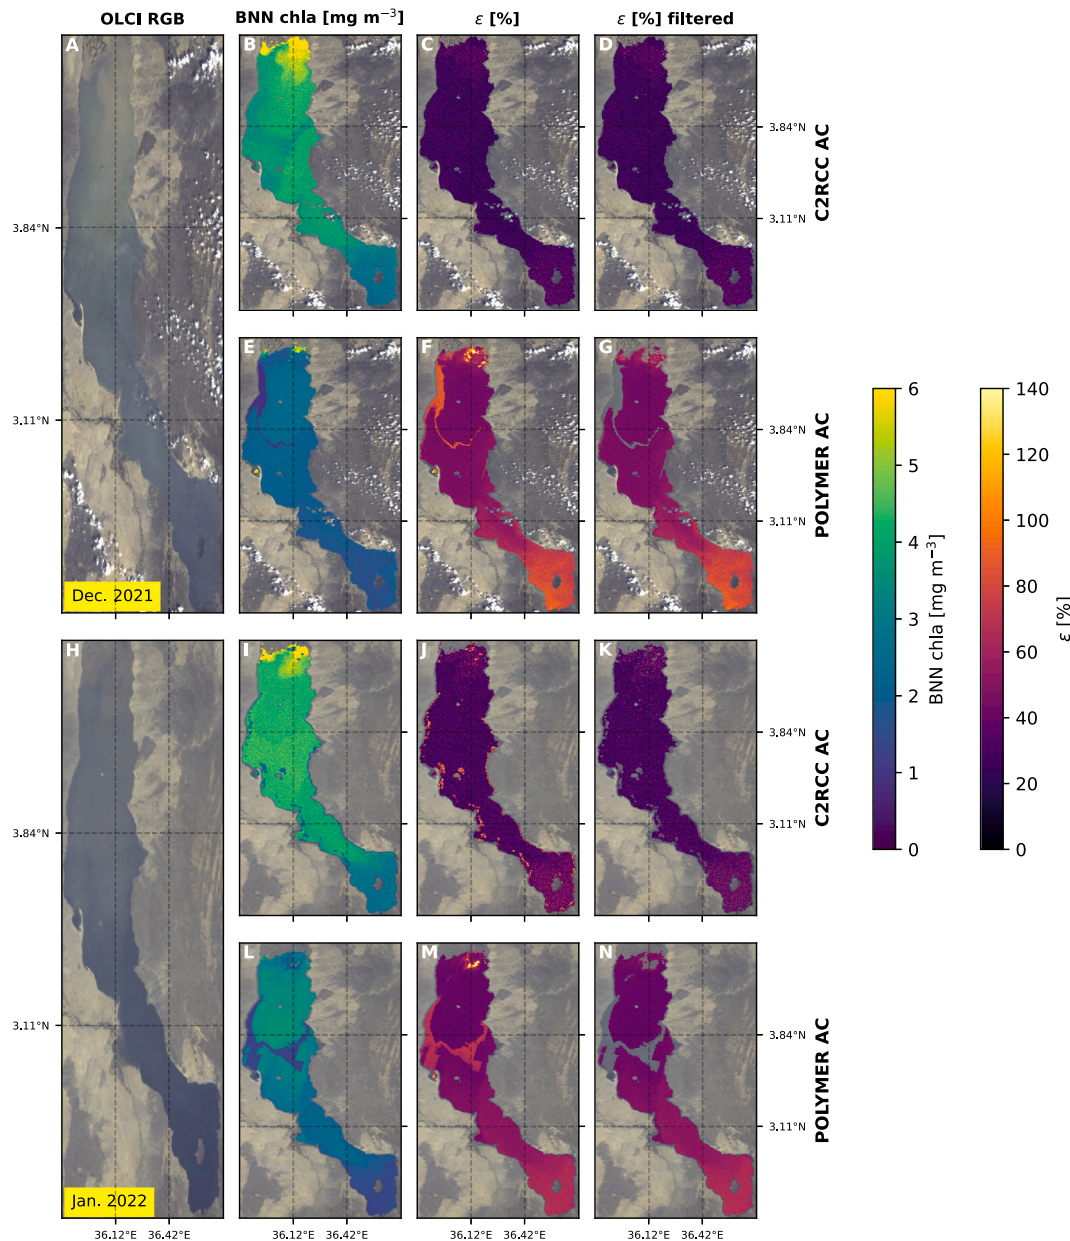 OLCI RGB
BNN chla [mg m⁻³]
ε [%]
ε [%] filtered
A
B
C
D
3.84°N
3.11°N
C2RCC AC
3.84°N
3.11°N
E
F
G
3.84°N
3.11°N
POLYMER AC
Dec. 2021
6
5
4
3
2
1
0
BNN chla [mg m⁻³]
140
120
100
80
60
40
20
0
ε [%]
H
I
J
K
3.84°N
3.11°N
C2RCC AC
3.84°N
3.11°N
L
M
N
3.84°N
3.11°N
POLYMER AC
Jan. 2022
36.12°E 36.42°E
36.12°E 36.42°E
36.12°E 36.42°E
36.12°E 36.42°E